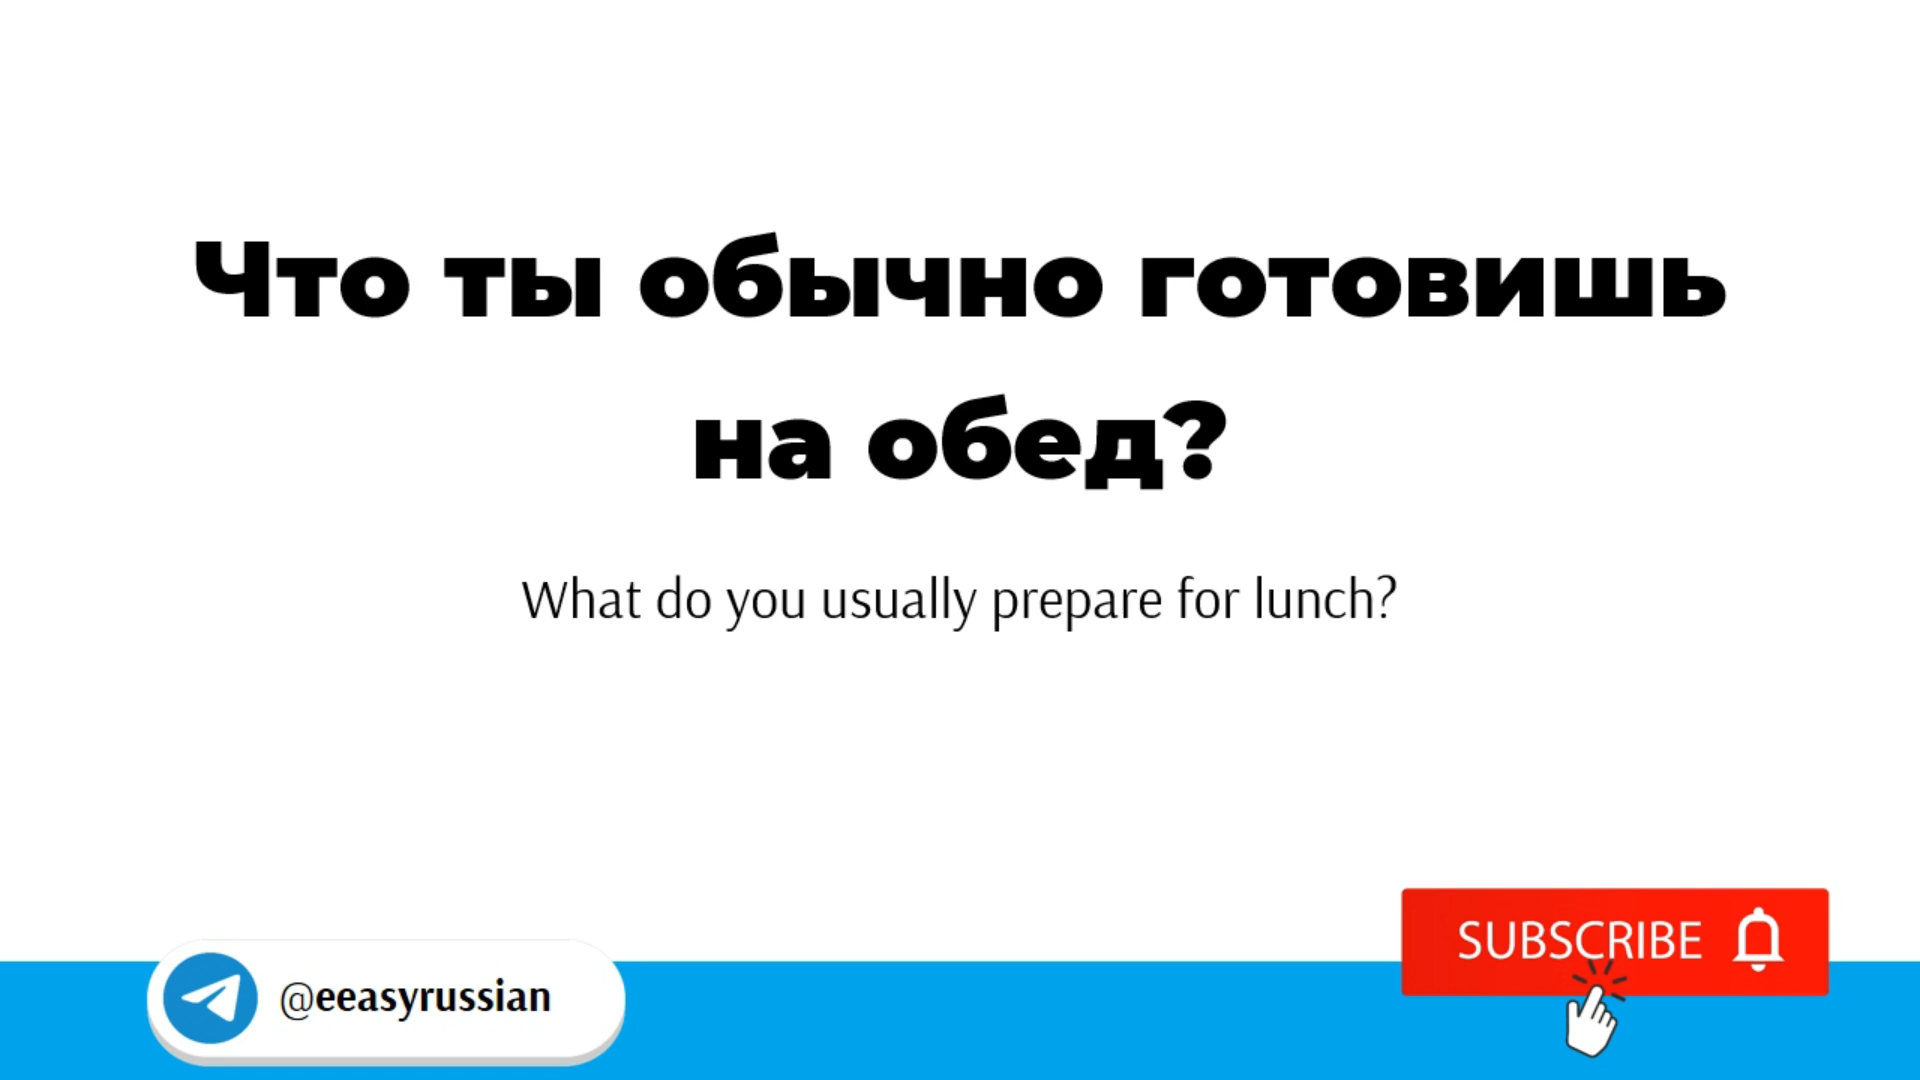 Что ты обычно готовишь
на обед?
What do you usually prepare for lunch?
SUBSCRIBE
@eeasyrussian